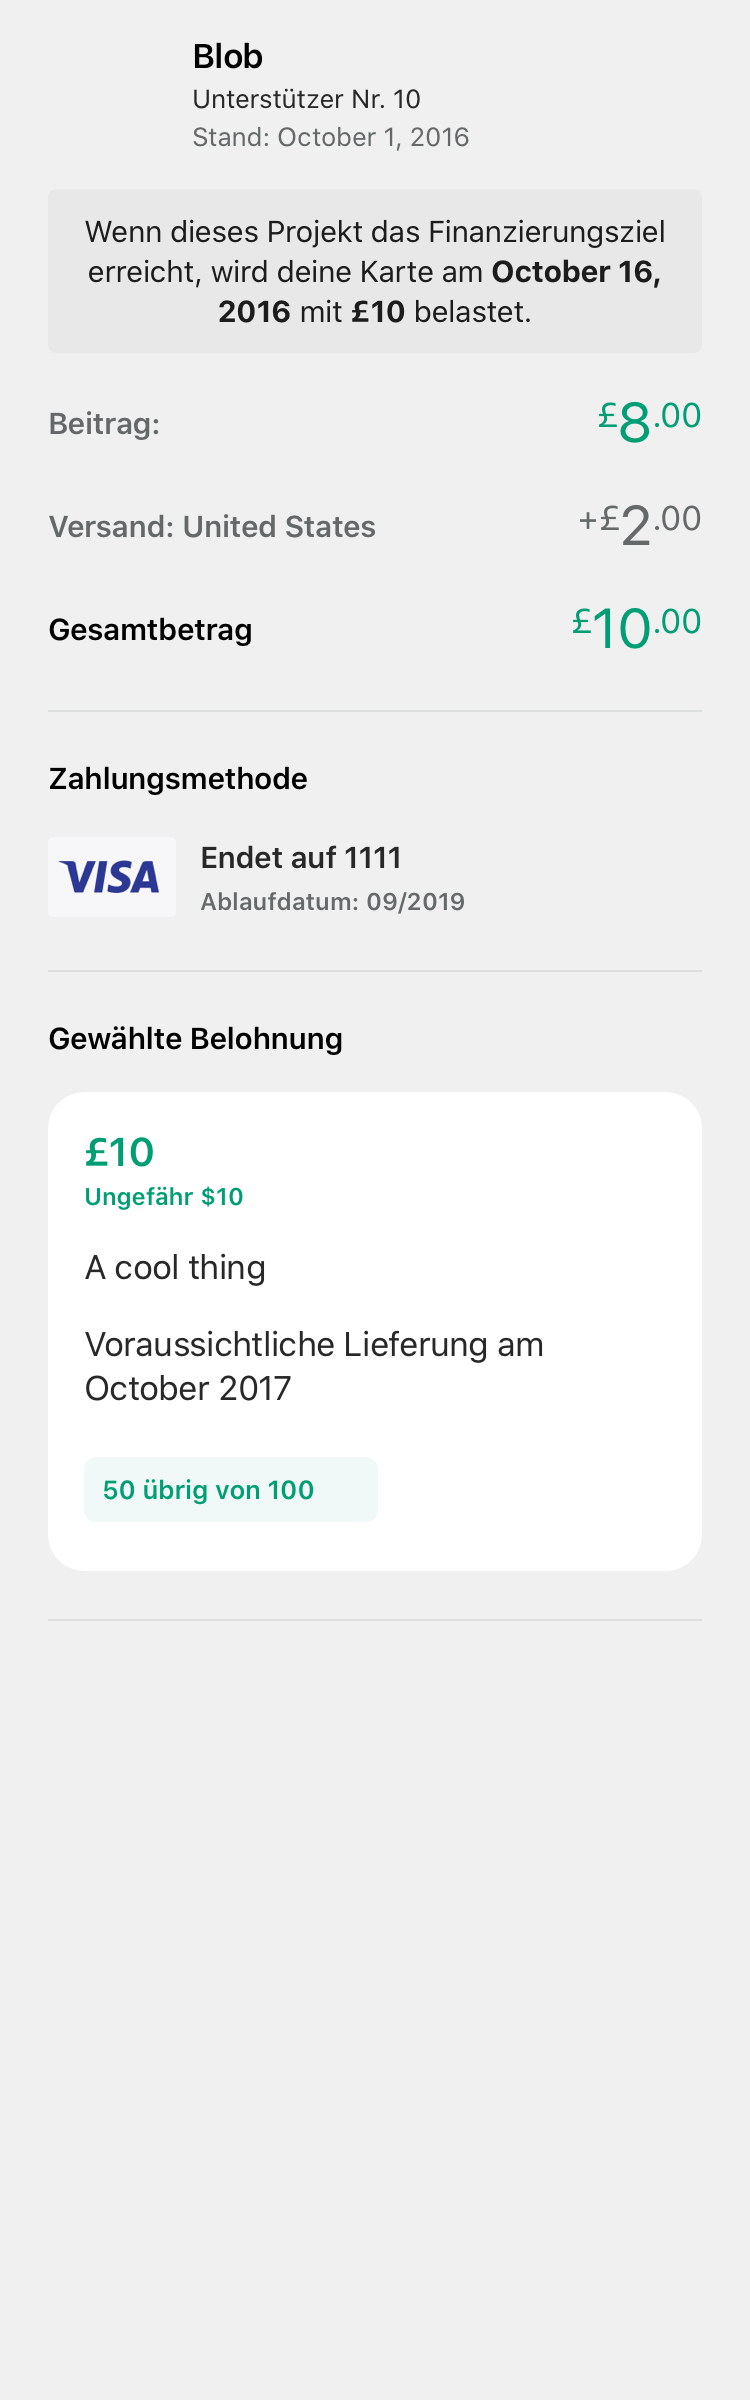 Blob
Unterstützer Nr. 10
Stand: October 1, 2016
Wenn dieses Projekt das Finanzierungsziel
erreicht, wird deine Karte am October 16,
2016 mit £10 belastet.
Beitrag: £8.00
Versand: United States +£2.00
Gesamtbetrag £10.00
Zahlungsmethode
VISA
Endet auf 1111
Ablaufdatum: 09/2019
Gewählte Belohnung
£10
Ungefähr $10
A cool thing
Voraussichtliche Lieferung am
October 2017
50 übrig von 100